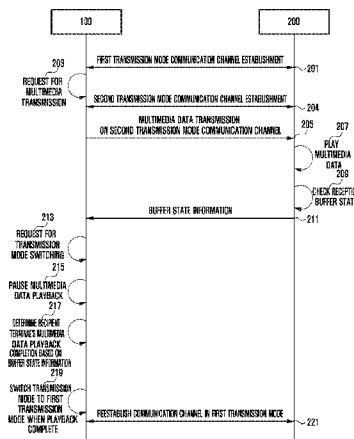 100
200
FIRST TRANSMISSION MODE COMMUNICATION CHANNEL ESTABLISHMENT
201
203
REQUEST FOR
MULTIMEDIA
TRANSMISSION
SECOND TRANSMISSION MODE COMMUNICATION CHANNEL ESTABLISHMENT
204
MULTIMEDIA DATA TRANSMISSION
ON SECOND TRANSMISSION MODE COMMUNICATION CHANNEL
205
207
PLAY
MULTIMEDIA
DATA
209
CHECK RECEPTION
BUFFER STAT
BUFFER STATE INFORMATION
211
213
REQUEST FOR
TRANSMISSION
MODE SWITCHING
215
PAUSE MULTIMEDIA
DATA PLAYBACK
217
DETERMINE RECIPIENT
TERMINAL'S MULTIMEDIA
DATA PLAYBACK
COMPLETION BASED ON
BUFFER STATE INFORMATION
219
SWITCH TRANSMISSION
MODE TO FIRST
TRANSMISSION
MODE WHEN PLAYBACK
COMPLETE
REESTABLISH COMMUNICATION CHANNEL IN FIRST TRANSMISSION MODE
221